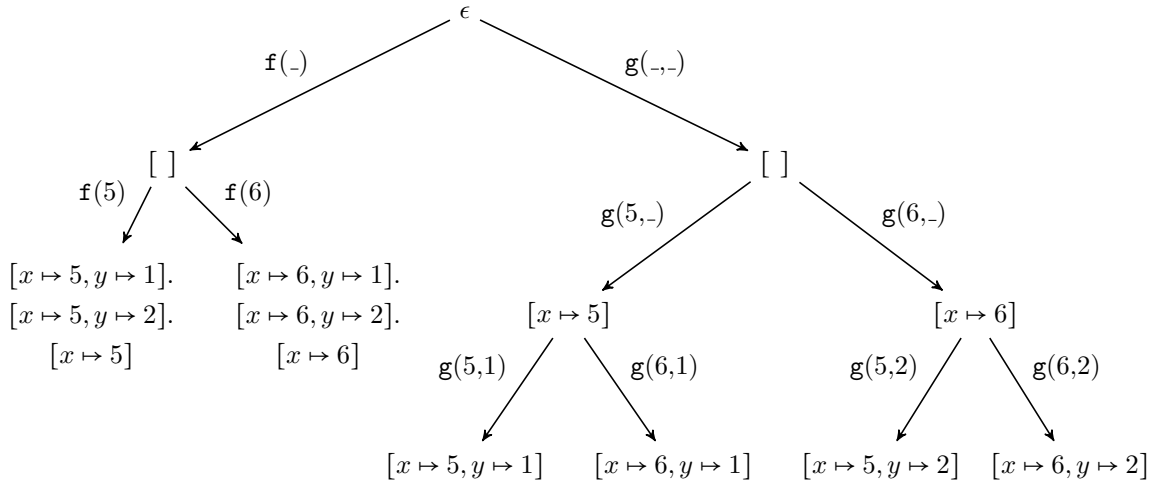 ϵ
f(_) g(_,_)
[ ] [ ]
f(5) f(6) g(5,_) g(6,_)
[x ↦ 5, y ↦ 1]. [x ↦ 6, y ↦ 1].
[x ↦ 5, y ↦ 2]. [x ↦ 6, y ↦ 2]. [x ↦ 5] [x ↦ 6]
[x ↦ 5] [x ↦ 6]
g(5,1) g(6,1) g(5,2) g(6,2)
[x ↦ 5, y ↦ 1] [x ↦ 6, y ↦ 1] [x ↦ 5, y ↦ 2] [x ↦ 6, y ↦ 2]